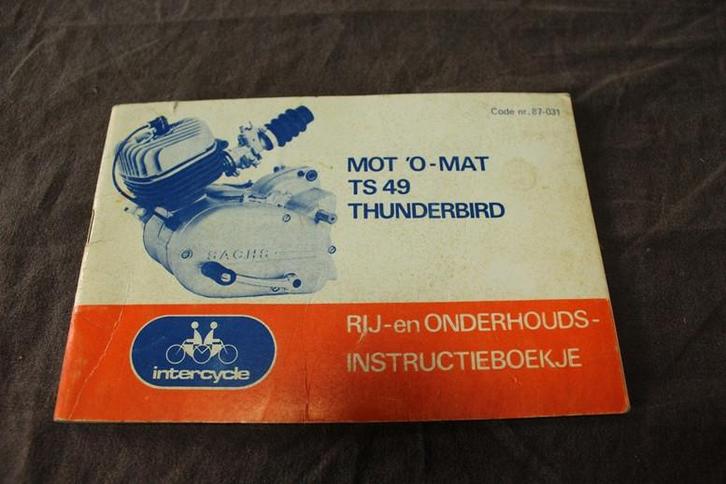 Code nr. 87-031
MOT 'O-MAT
TS 49
THUNDERBIRD
SACHS
RIJ-en ONDERHOUDS-
INSTRUCTIEBOEKJE
intercycle